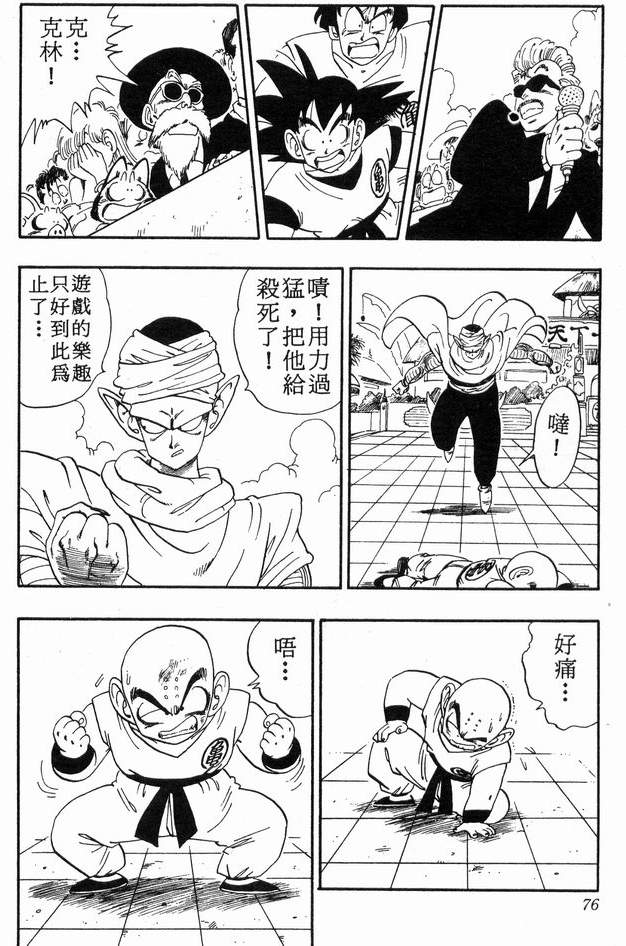 克…
克林！
天下一
噠！
嘖！用力過
猛，把他給
殺死了！
遊戲的樂趣
只好到此爲
止了…
好痛…
唔…
76